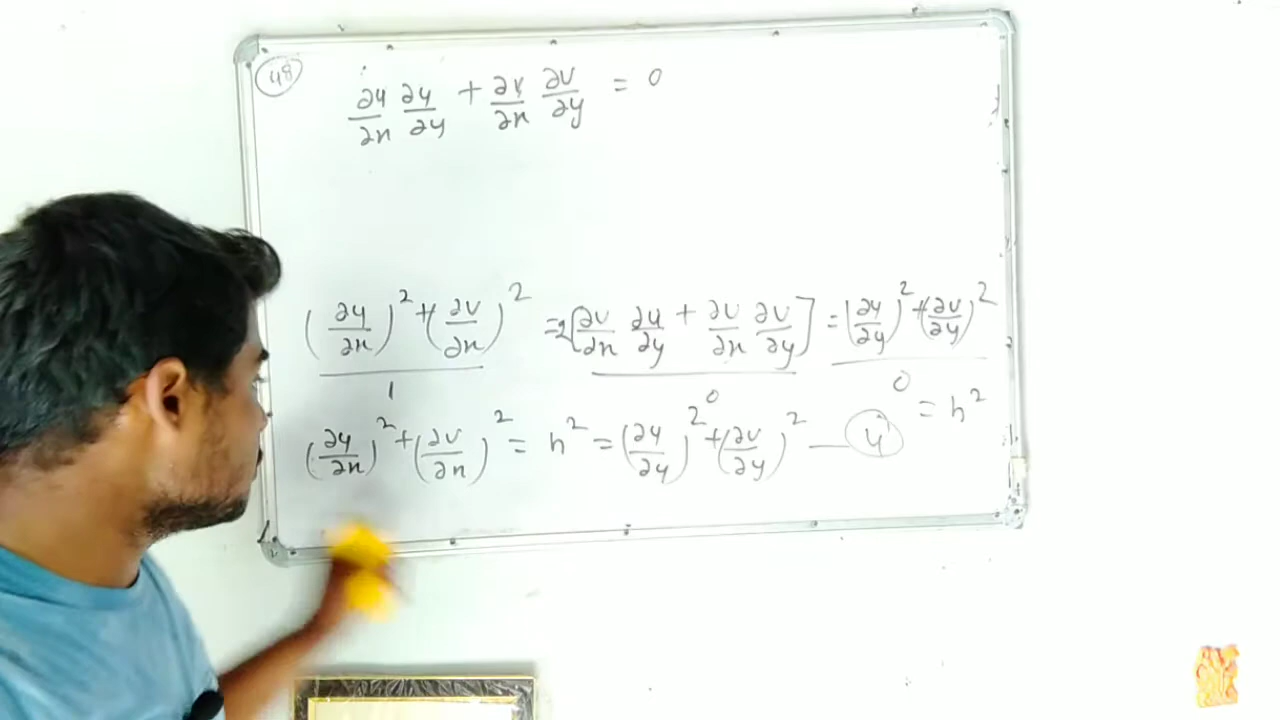 48
∂u/∂x ∂u/∂y + ∂v/∂x ∂v/∂y = 0
(∂u/∂x)² + (∂v/∂x)² / 1 = 2[∂v/∂x ∂u/∂y + ∂v/∂x ∂v/∂y] / 0 = (∂u/∂y)² + (∂v/∂y)² / 0 = h²
(∂u/∂x)² + (∂v/∂x)² = h² = (∂u/∂y)² + (∂v/∂y)² — 4